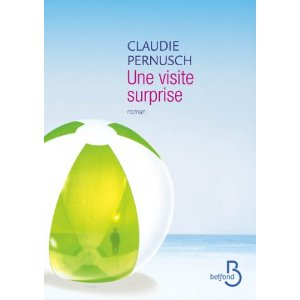 CLAUDIE
PERNUSCH
Une visite
surprise
roman
B
belfond